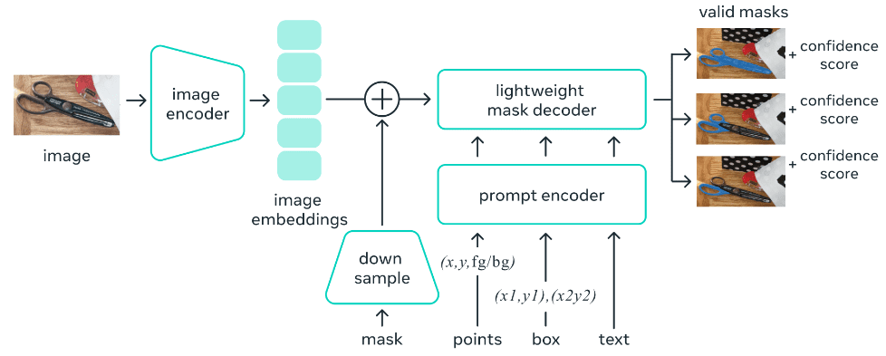 valid masks
image
encoder
lightweight
mask decoder
+ confidence
score
+ confidence
score
+ confidence
score
image
image
embeddings
prompt encoder
down
sample
(x,y,fg/bg)
(x1,y1),(x2y2)
mask
points
box
text